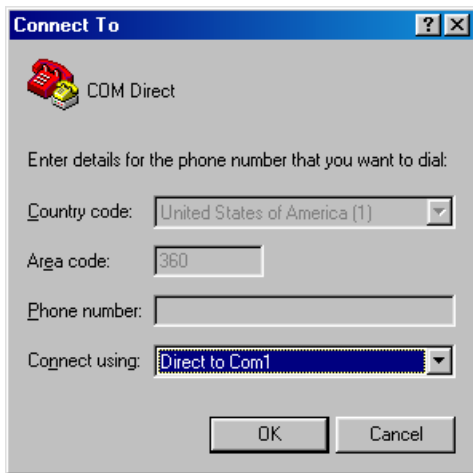 Connect To
COM Direct
Enter details for the phone number that you want to dial:
Country code: United States of America (1)
Area code: 360
Phone number:
Connect using: Direct to Com1
OK Cancel